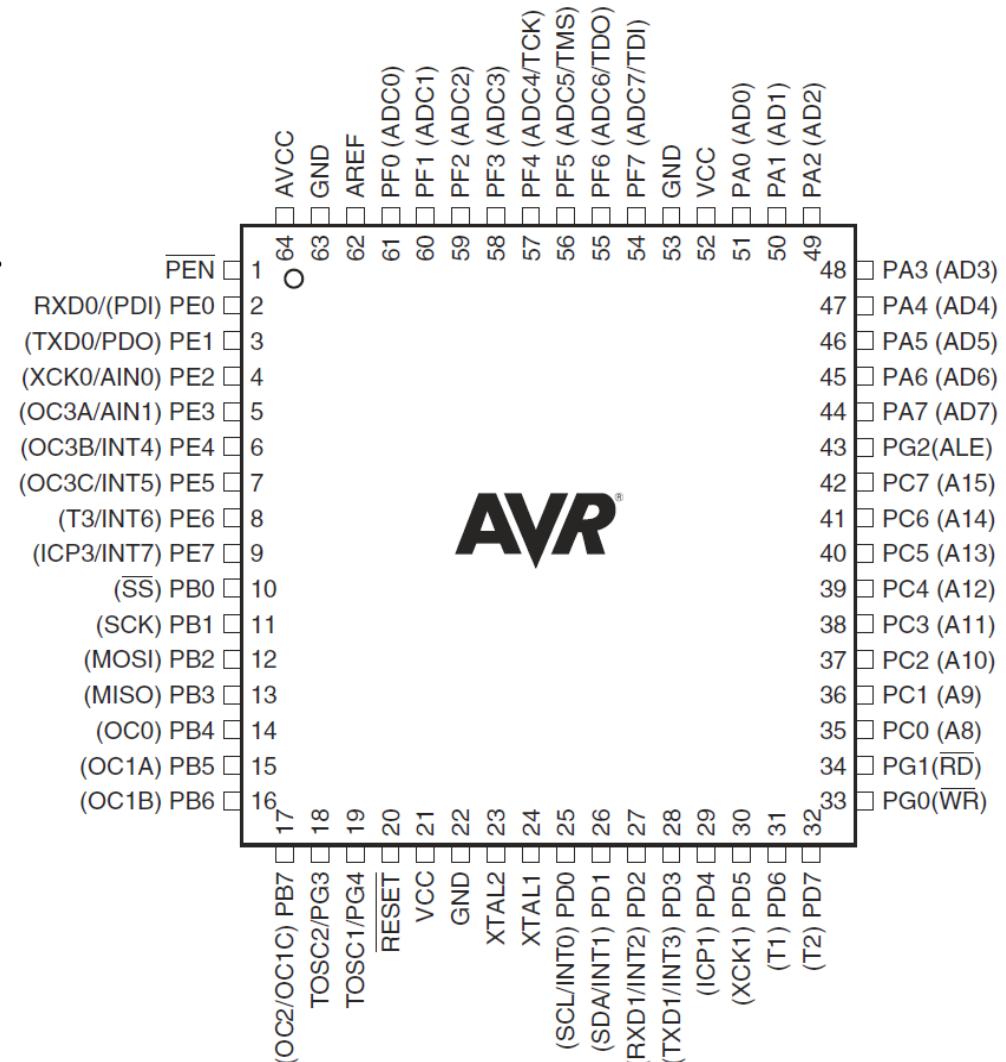 AVCC
GND
AREF
PF0 (ADC0)
PF1 (ADC1)
PF2 (ADC2)
PF3 (ADC3)
PF4 (ADC4/TCK)
PF5 (ADC5/TMS)
PF6 (ADC6/TDO)
PF7 (ADC7/TDI)
GND
VCC
PA0 (AD0)
PA1 (AD1)
PA2 (AD2)
64
63
62
61
60
59
58
57
56
55
54
53
52
51
50
49
PEN 1
RXD0/(PDI) PE0 2
(TXD0/PDO) PE1 3
(XCK0/AIN0) PE2 4
(OC3A/AIN1) PE3 5
(OC3B/INT4) PE4 6
(OC3C/INT5) PE5 7
(T3/INT6) PE6 8
(ICP3/INT7) PE7 9
(SS) PB0 10
(SCK) PB1 11
(MOSI) PB2 12
(MISO) PB3 13
(OC0) PB4 14
(OC1A) PB5 15
(OC1B) PB6 16
AVR®
48 PA3 (AD3)
47 PA4 (AD4)
46 PA5 (AD5)
45 PA6 (AD6)
44 PA7 (AD7)
43 PG2(ALE)
42 PC7 (A15)
41 PC6 (A14)
40 PC5 (A13)
39 PC4 (A12)
38 PC3 (A11)
37 PC2 (A10)
36 PC1 (A9)
35 PC0 (A8)
34 PG1(RD)
33 PG0(WR)
17
18
19
20
21
22
23
24
25
26
27
28
29
30
31
32
(OC2/OC1C) PB7
TOSC2/PG3
TOSC1/PG4
RESET
VCC
GND
XTAL2
XTAL1
(SCL/INT0) PD0
(SDA/INT1) PD1
(RXD1/INT2) PD2
(TXD1/INT3) PD3
(ICP1) PD4
(XCK1) PD5
(T1) PD6
(T2) PD7